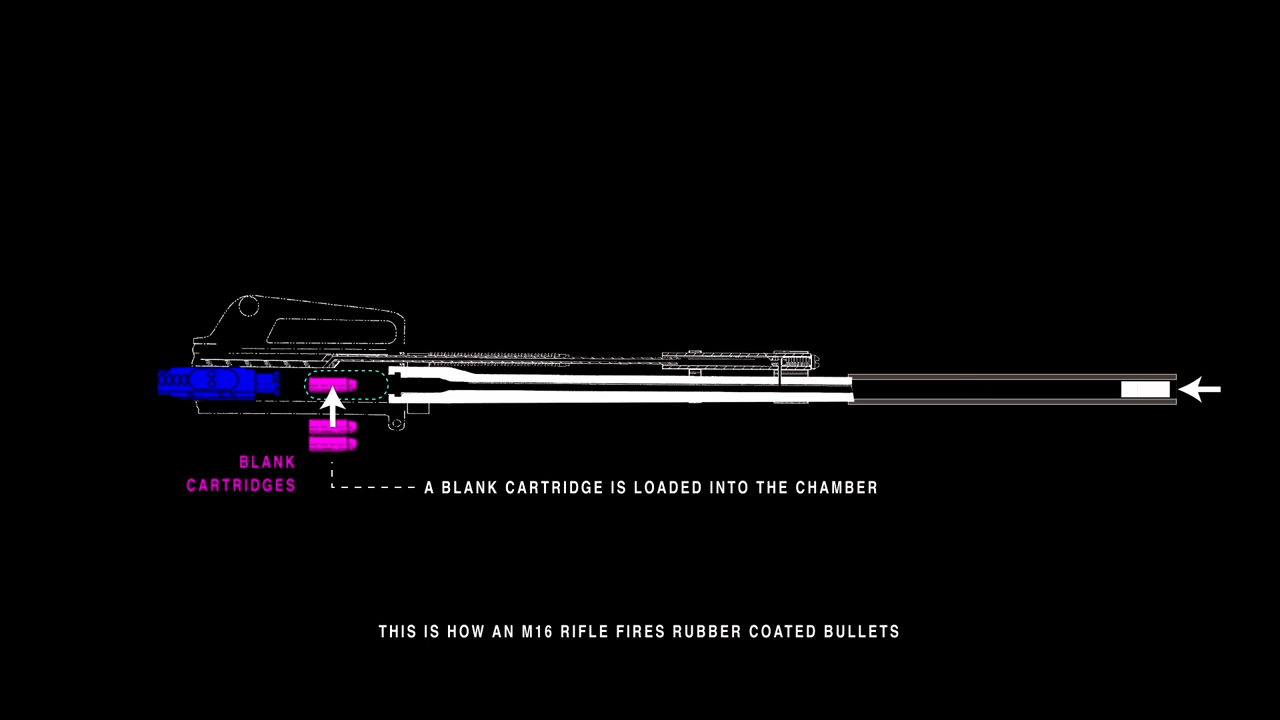 BLANK
CARTRIDGES
A BLANK CARTRIDGE IS LOADED INTO THE CHAMBER
THIS IS HOW AN M16 RIFLE FIRES RUBBER COATED BULLETS